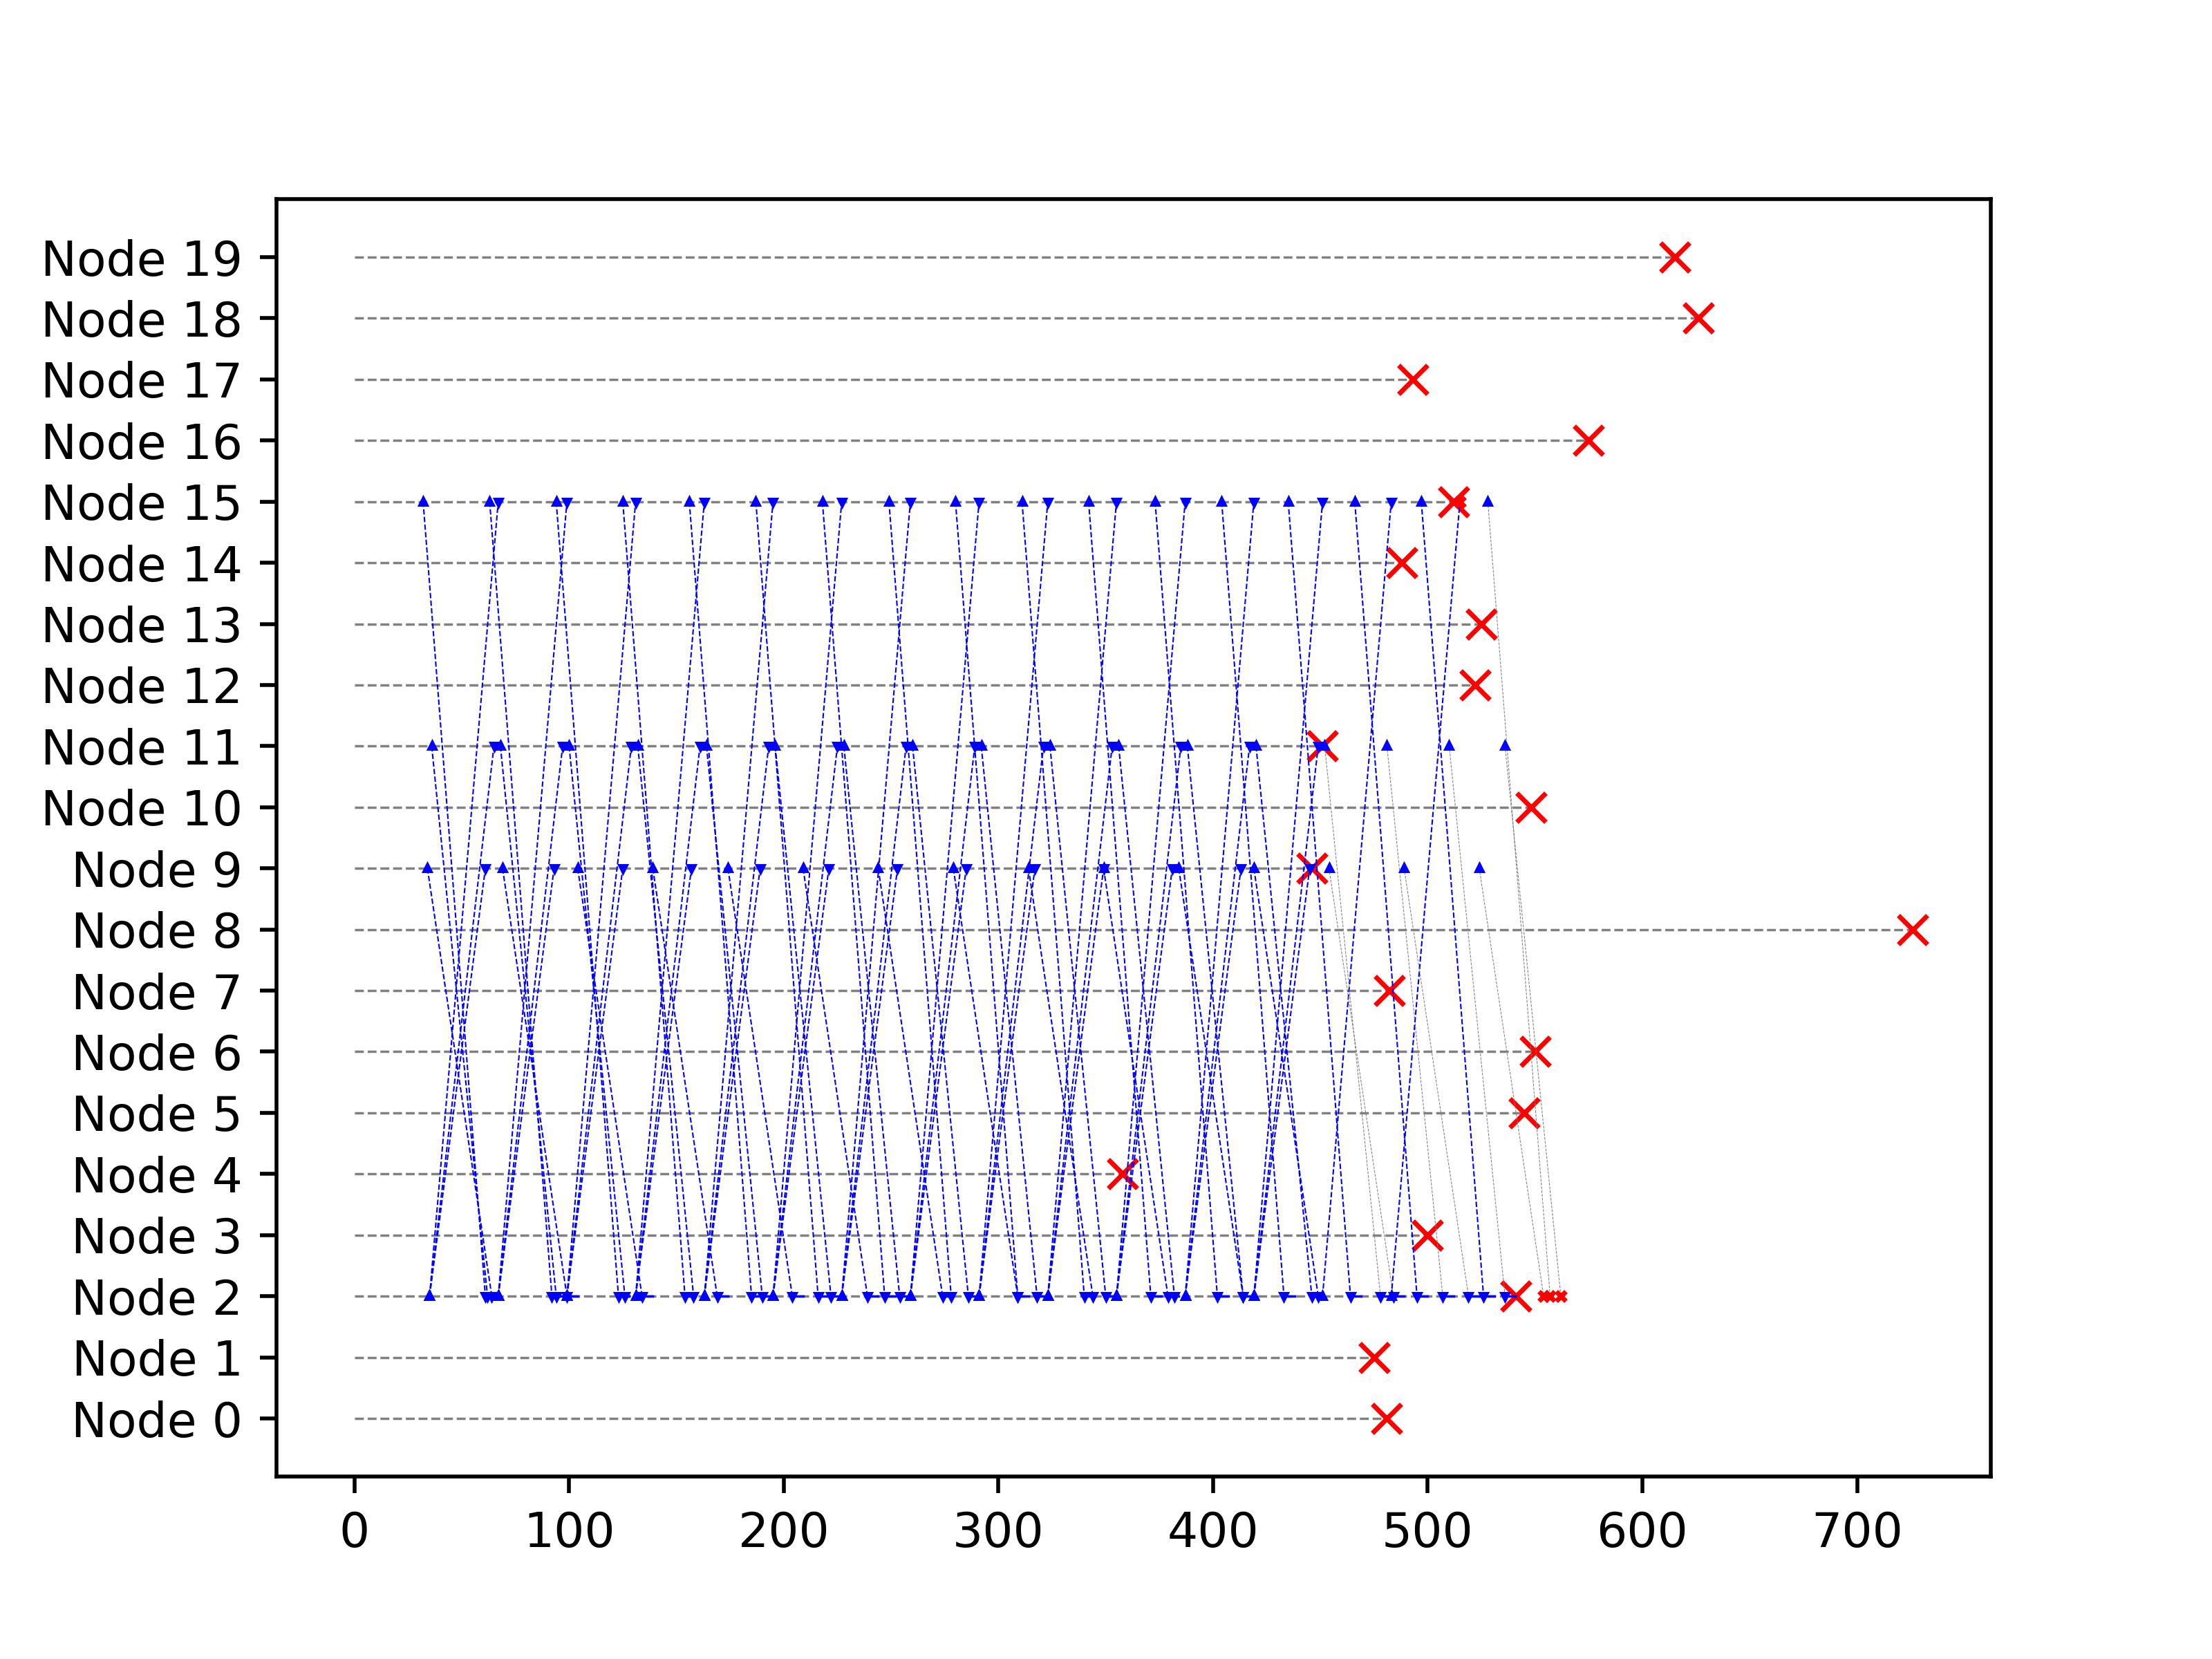 Node 19
Node 18
Node 17
Node 16
Node 15
Node 14
Node 13
Node 12
Node 11
Node 10
Node 9
Node 8
Node 7
Node 6
Node 5
Node 4
Node 3
Node 2
Node 1
Node 0
0 100 200 300 400 500 600 700